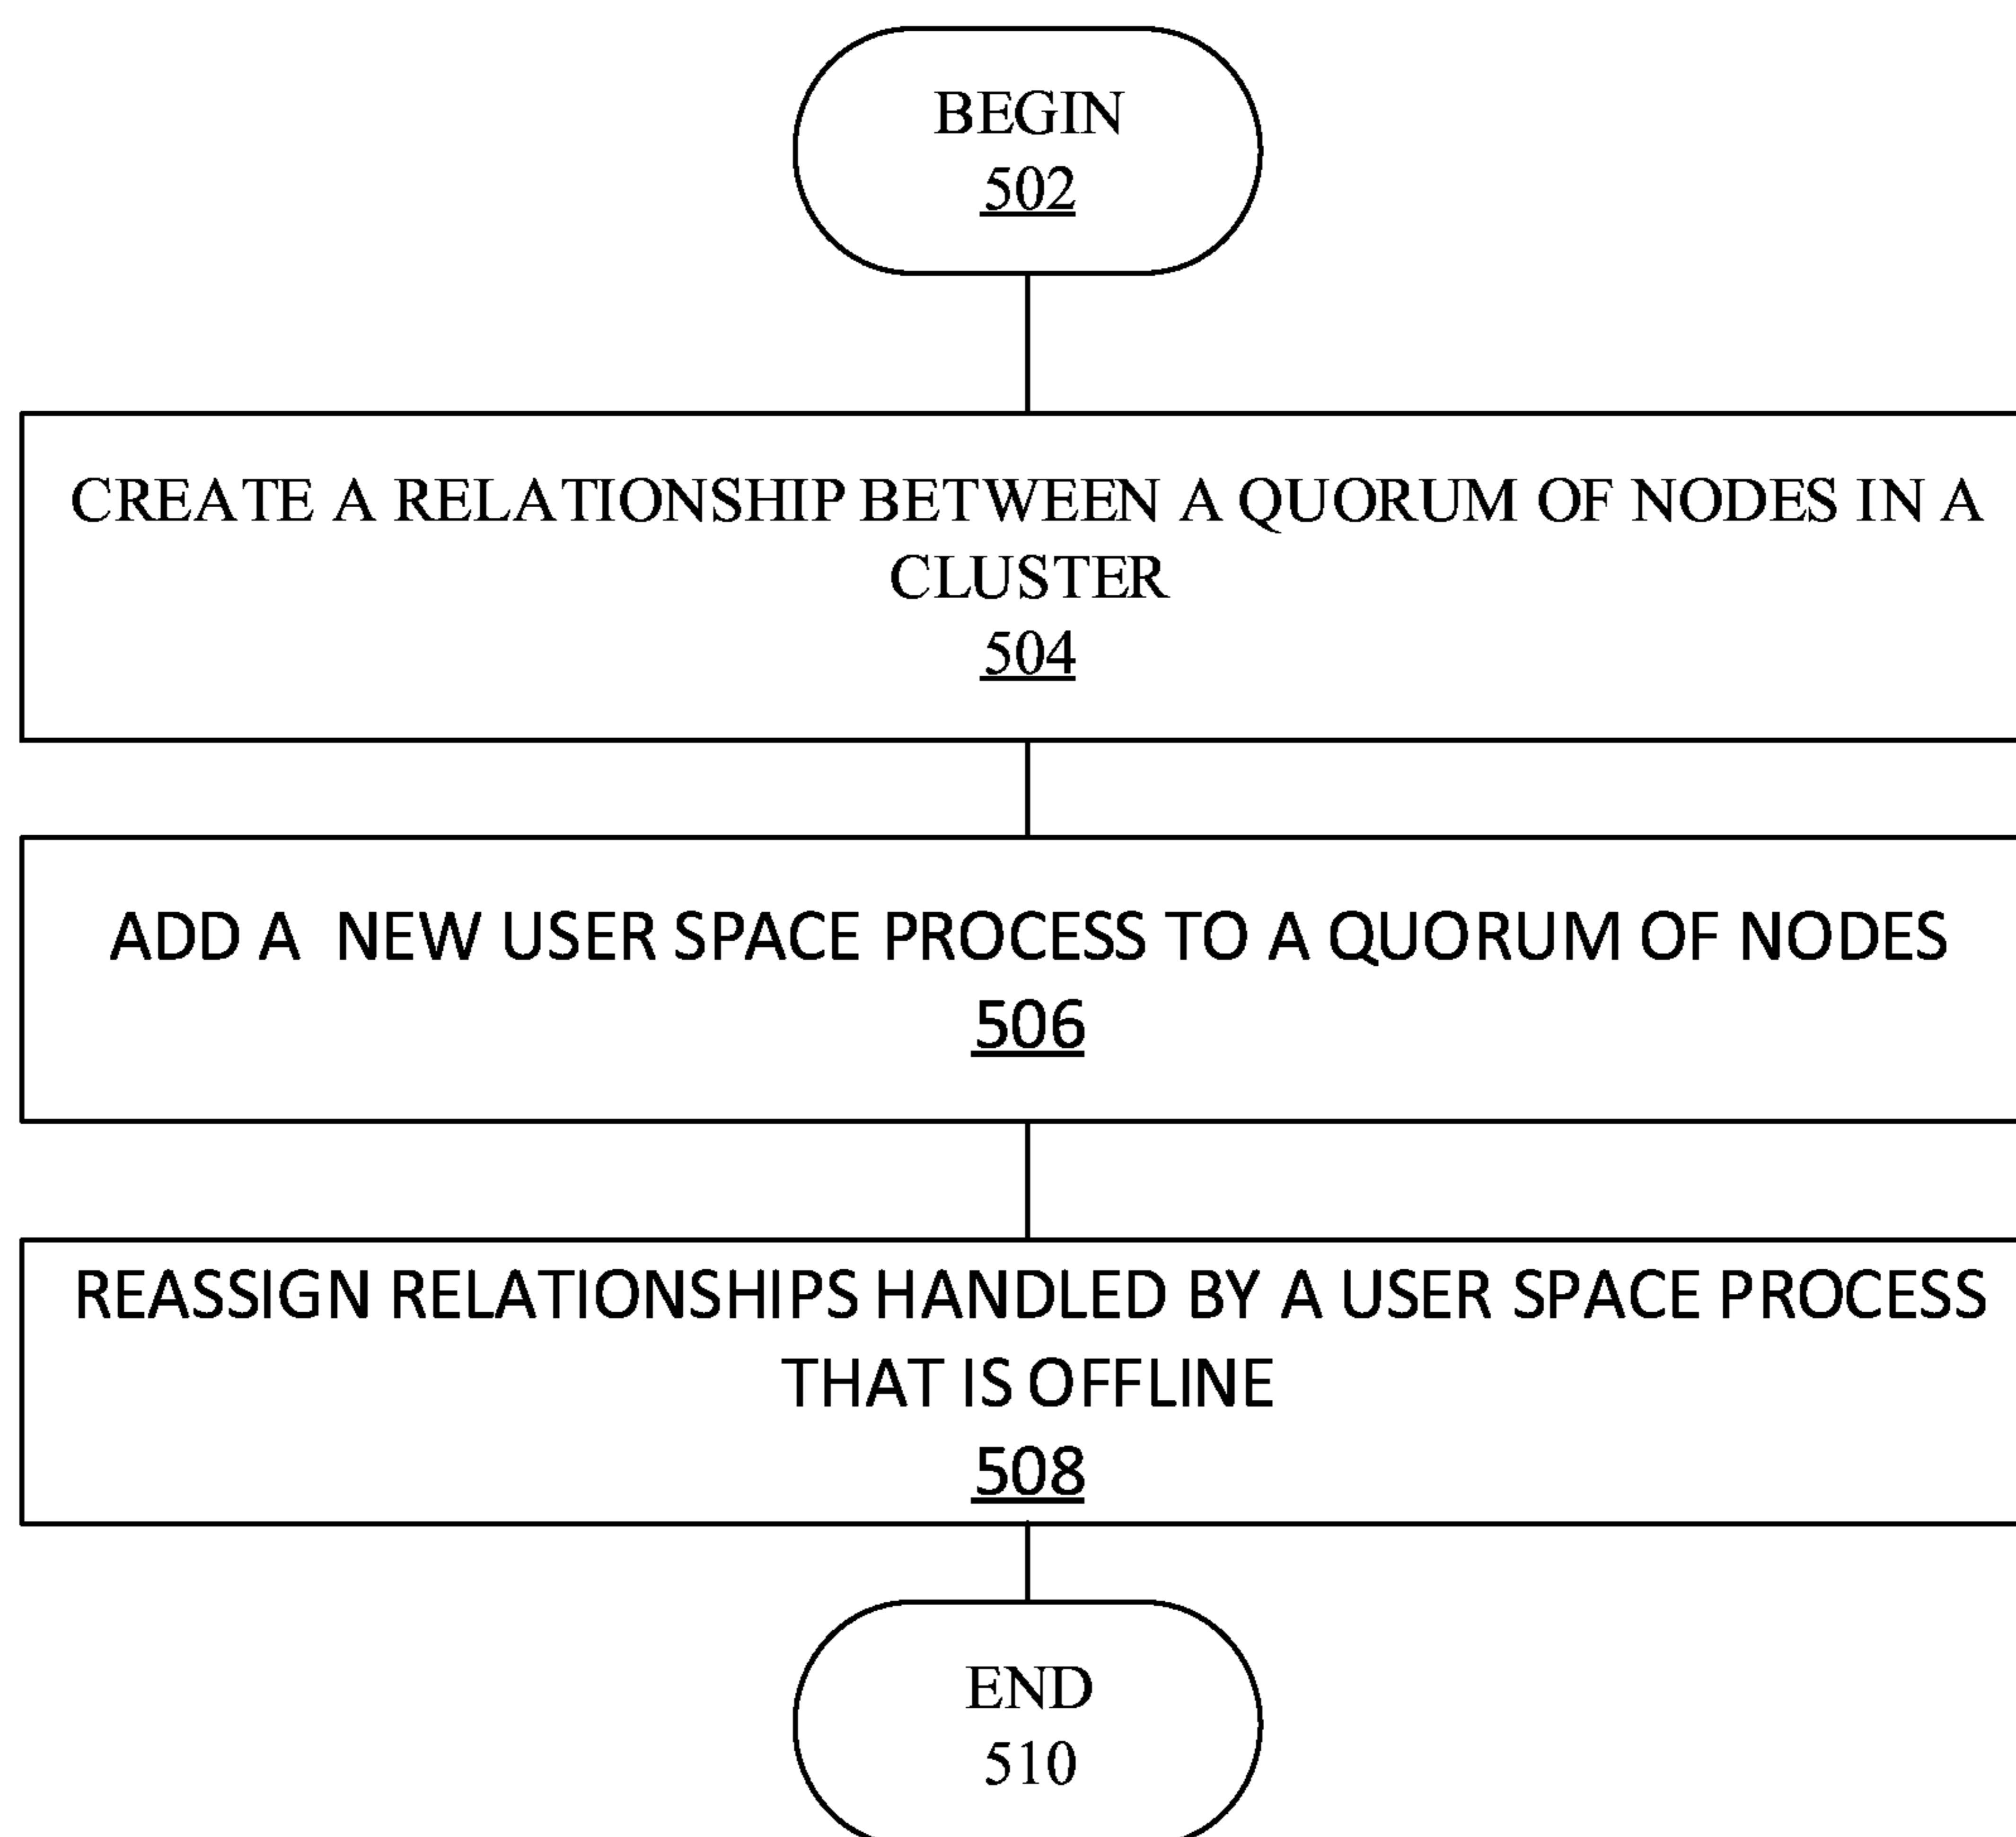 BEGIN
502
CREATE A RELATIONSHIP BETWEEN A QUORUM OF NODES IN A
CLUSTER
504
ADD A  NEW USER SPACE PROCESS TO A QUORUM OF NODES
506
REASSIGN RELATIONSHIPS HANDLED BY A USER SPACE PROCESS
THAT IS OFFLINE
508
END
510